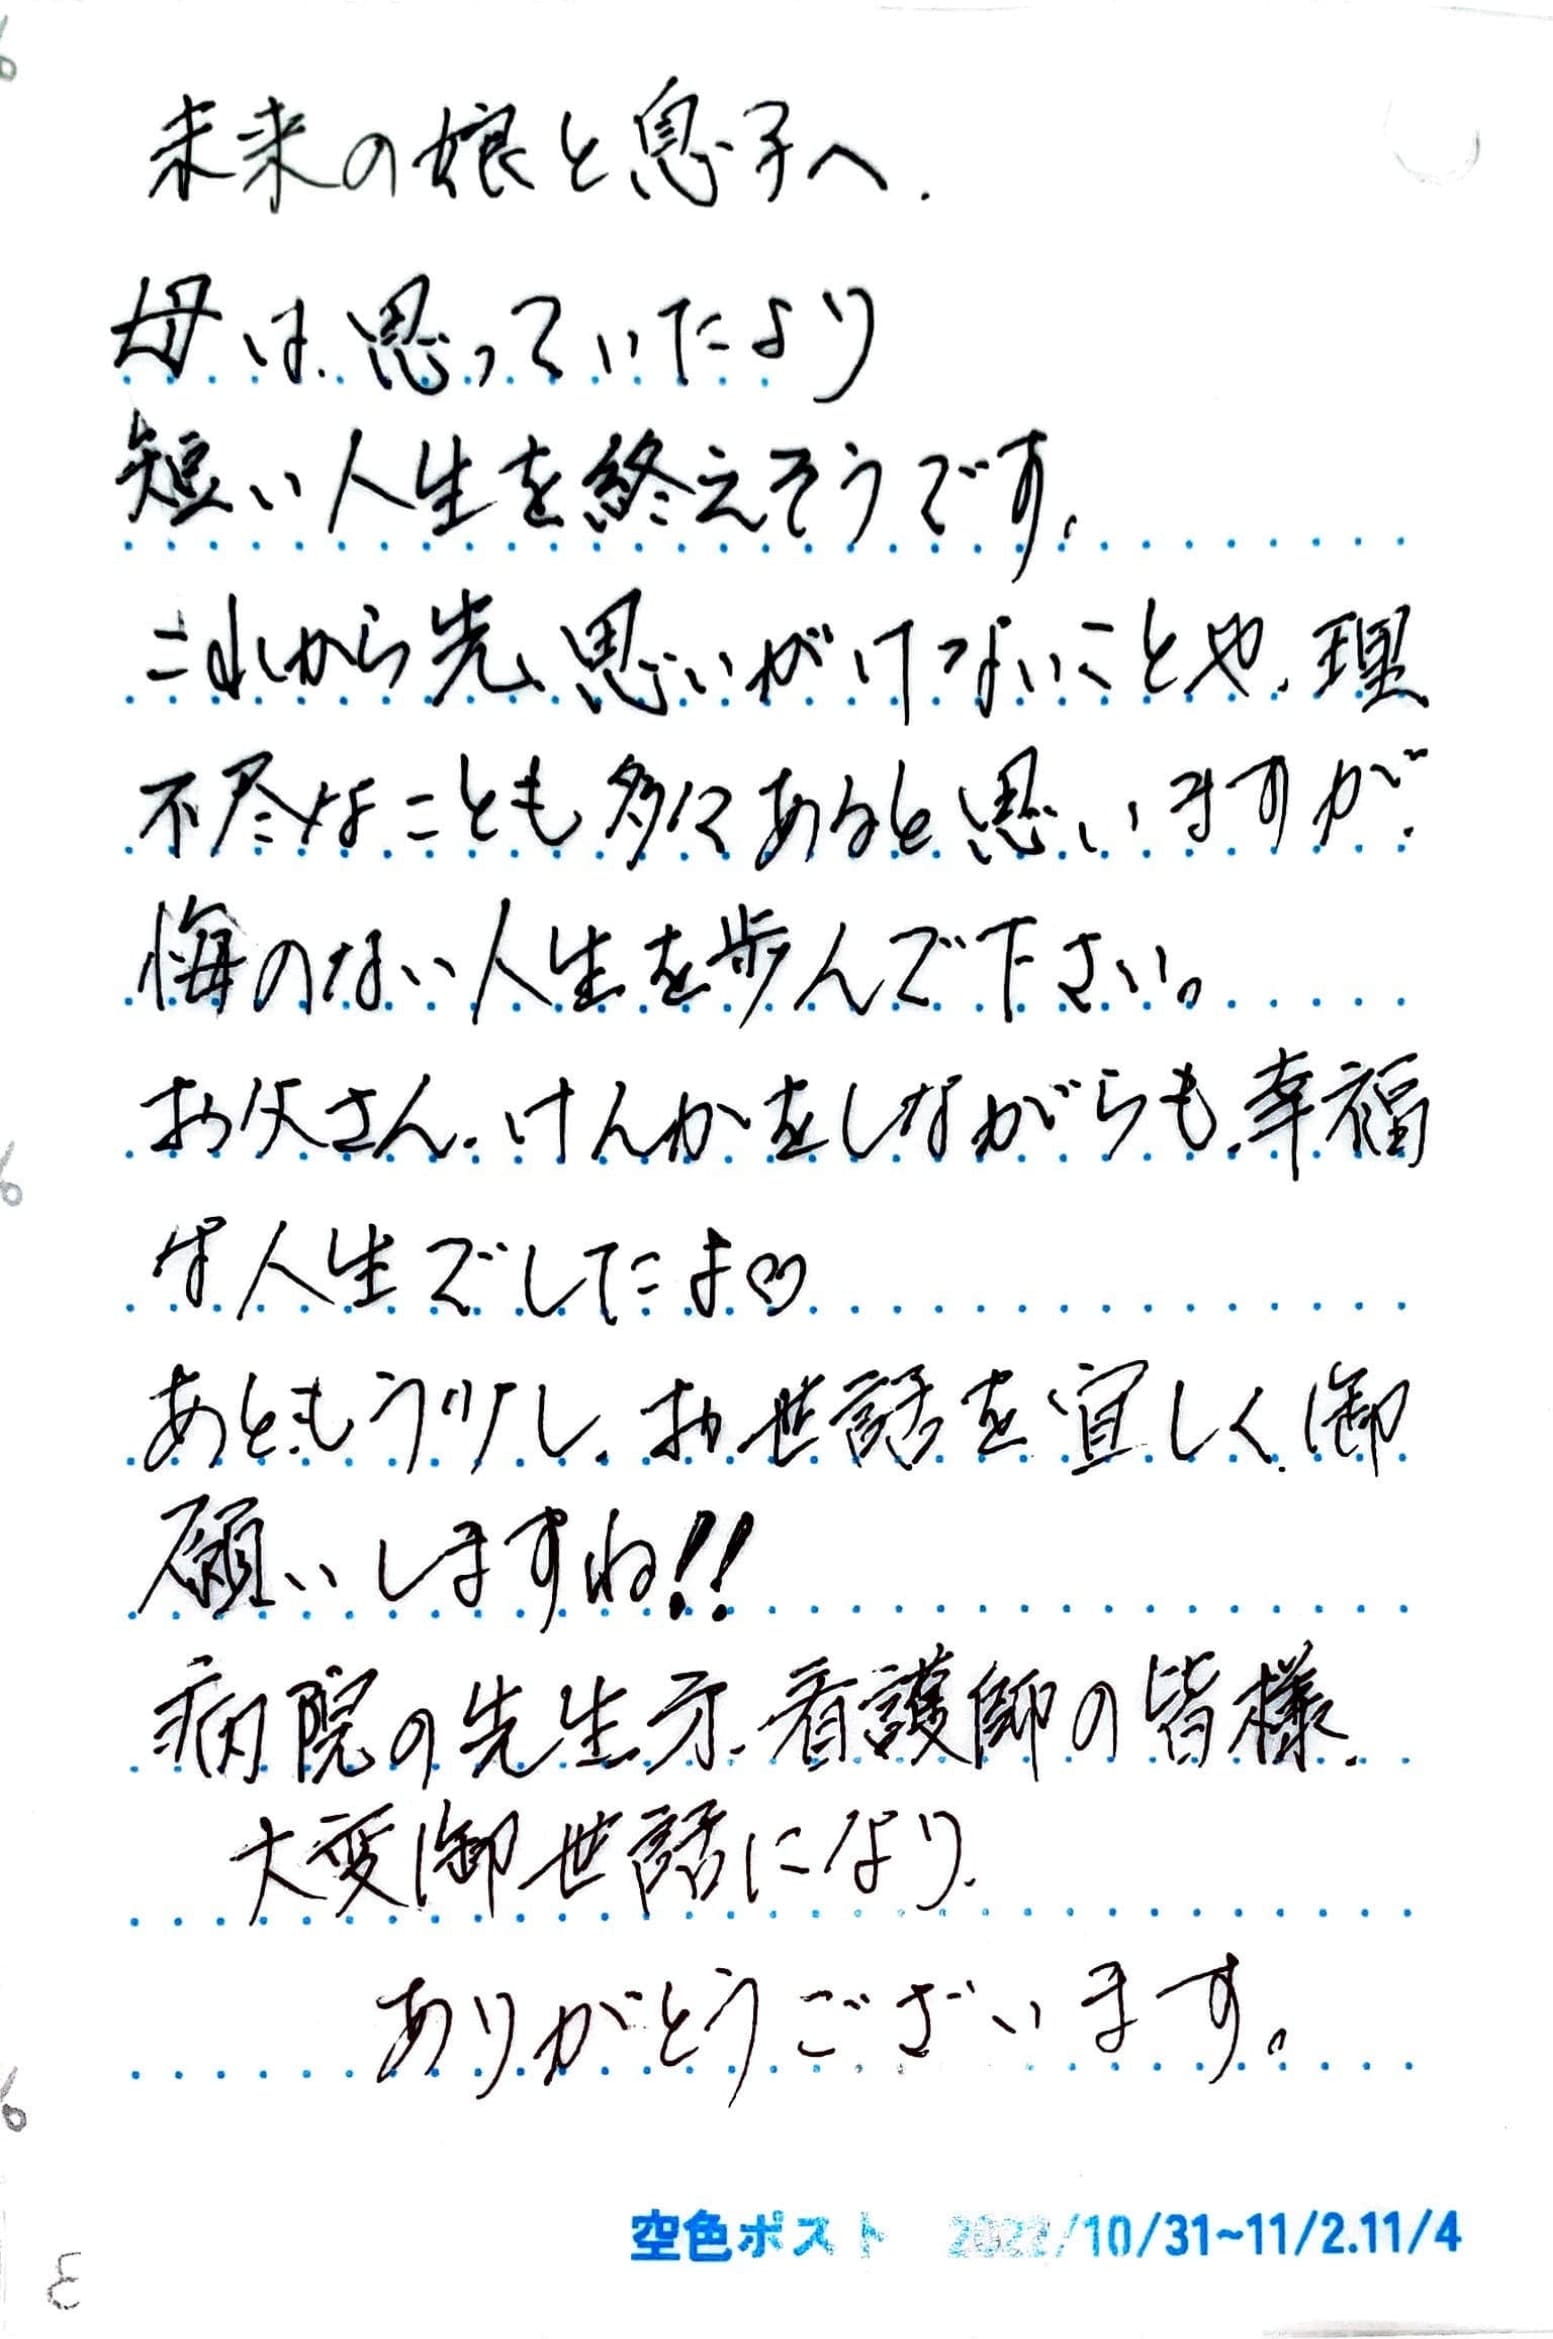 未来の娘と息子へ.
母は、思っていたより
短い人生を終えそうです。
これから先、思いがけないことや、理
不尽なことも多々あると思いますが、
悔のない人生を歩んで下さい。
お父さん、けんかをしながらも、幸福
な人生でしたよ♡
あともう少し、お世話を宜しく、御
願いしますね!!
病院の先生方、看護師の皆様、
大変御世話になり、
ありがとうございます。
空色ポスト 2022/10/31~11/2.11/4